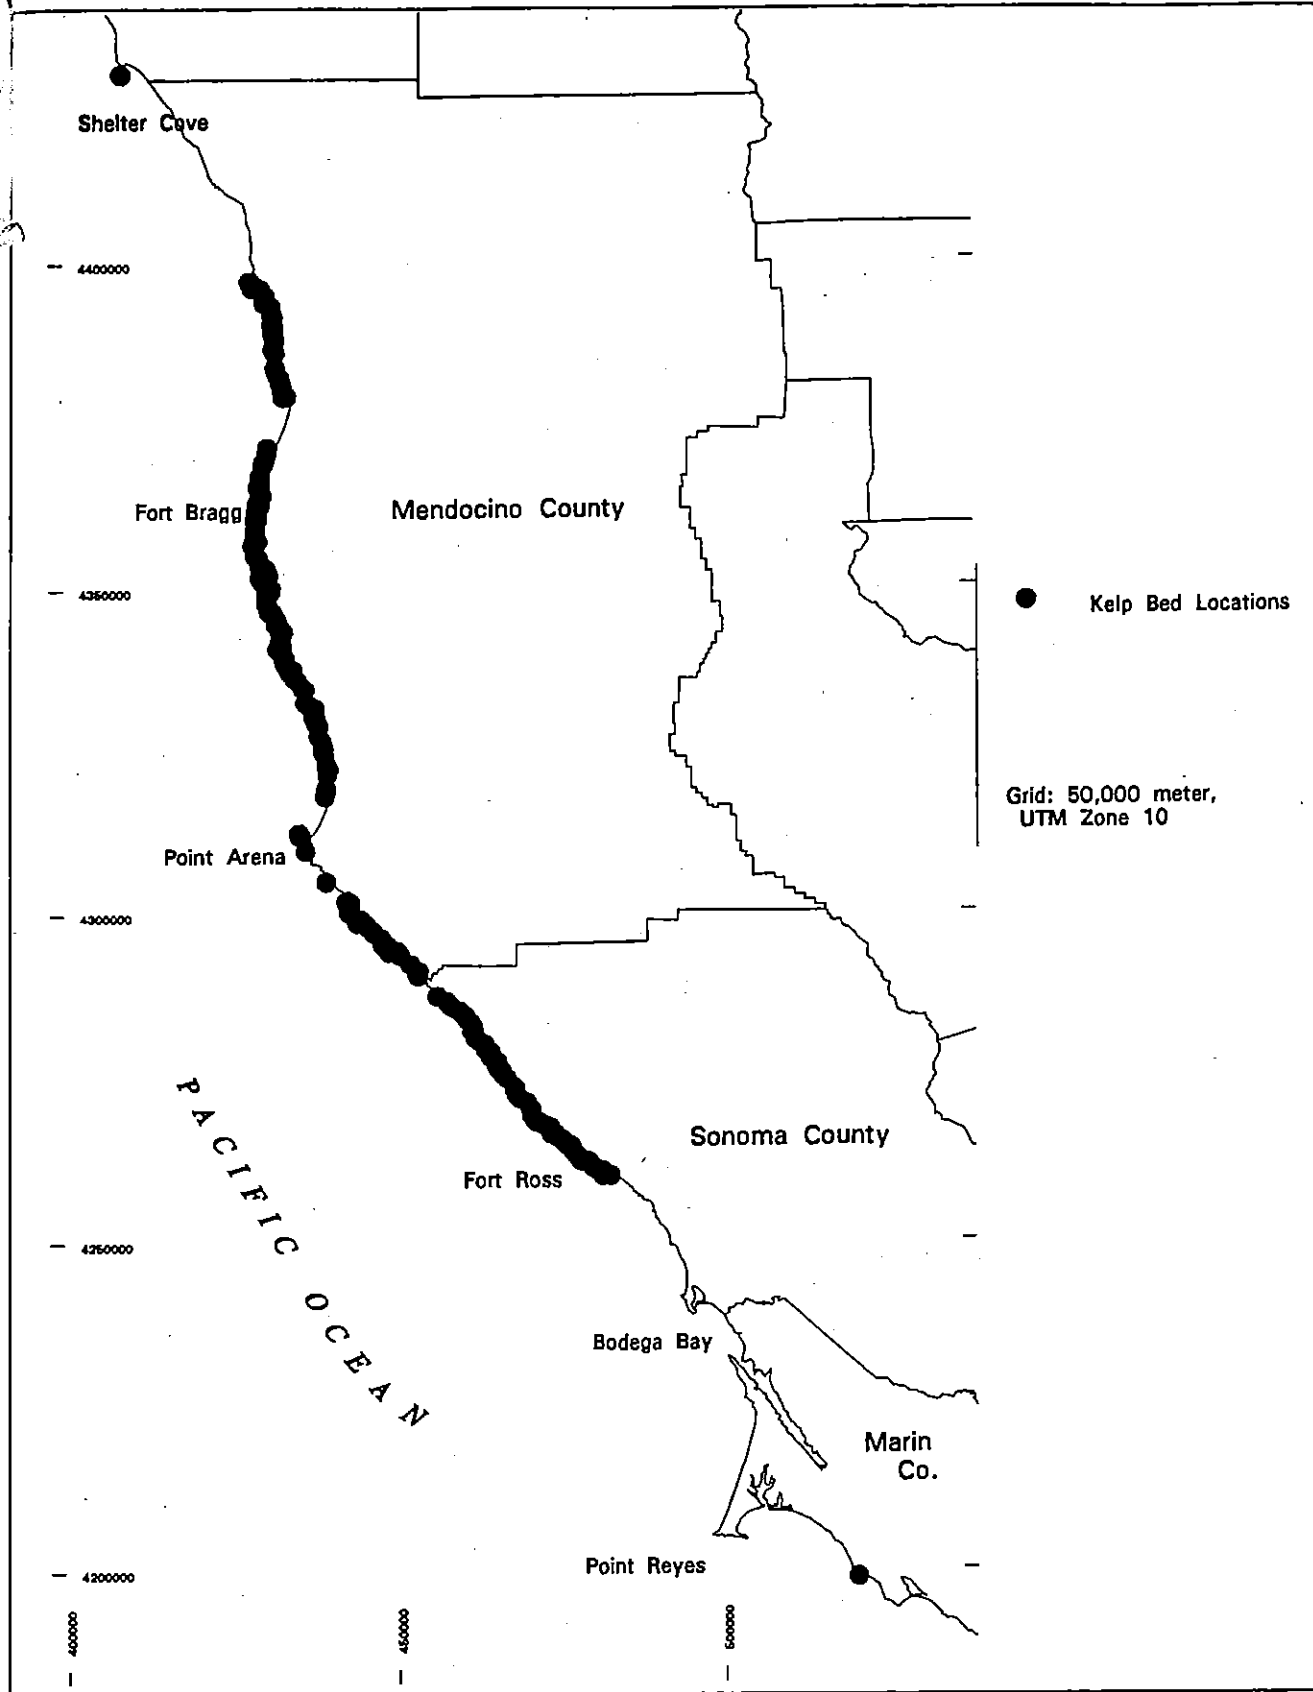 Shelter Cove
4400000
Fort Bragg
Mendocino County
4350000
Kelp Bed Locations
Grid: 50,000 meter,
UTM Zone 10
Point Arena
4300000
PACIFIC OCEAN
Sonoma County
Fort Ross
4250000
Bodega Bay
Marin
Co.
Point Reyes
4200000
400000
450000
500000